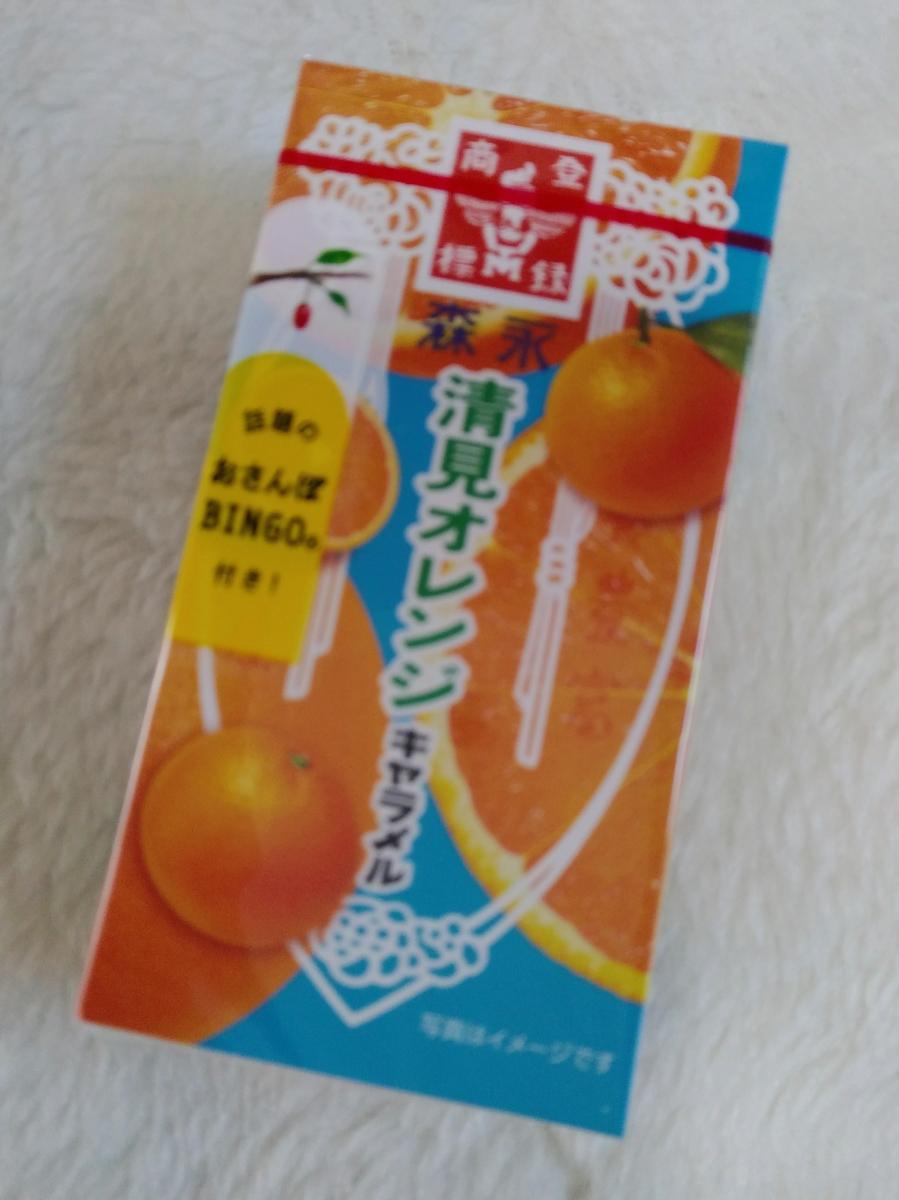 商 登
標 録
森永
清見オレンジ
キャラメル
話題の
おさんぽ
BINGO®
付き!
写真はイメージです